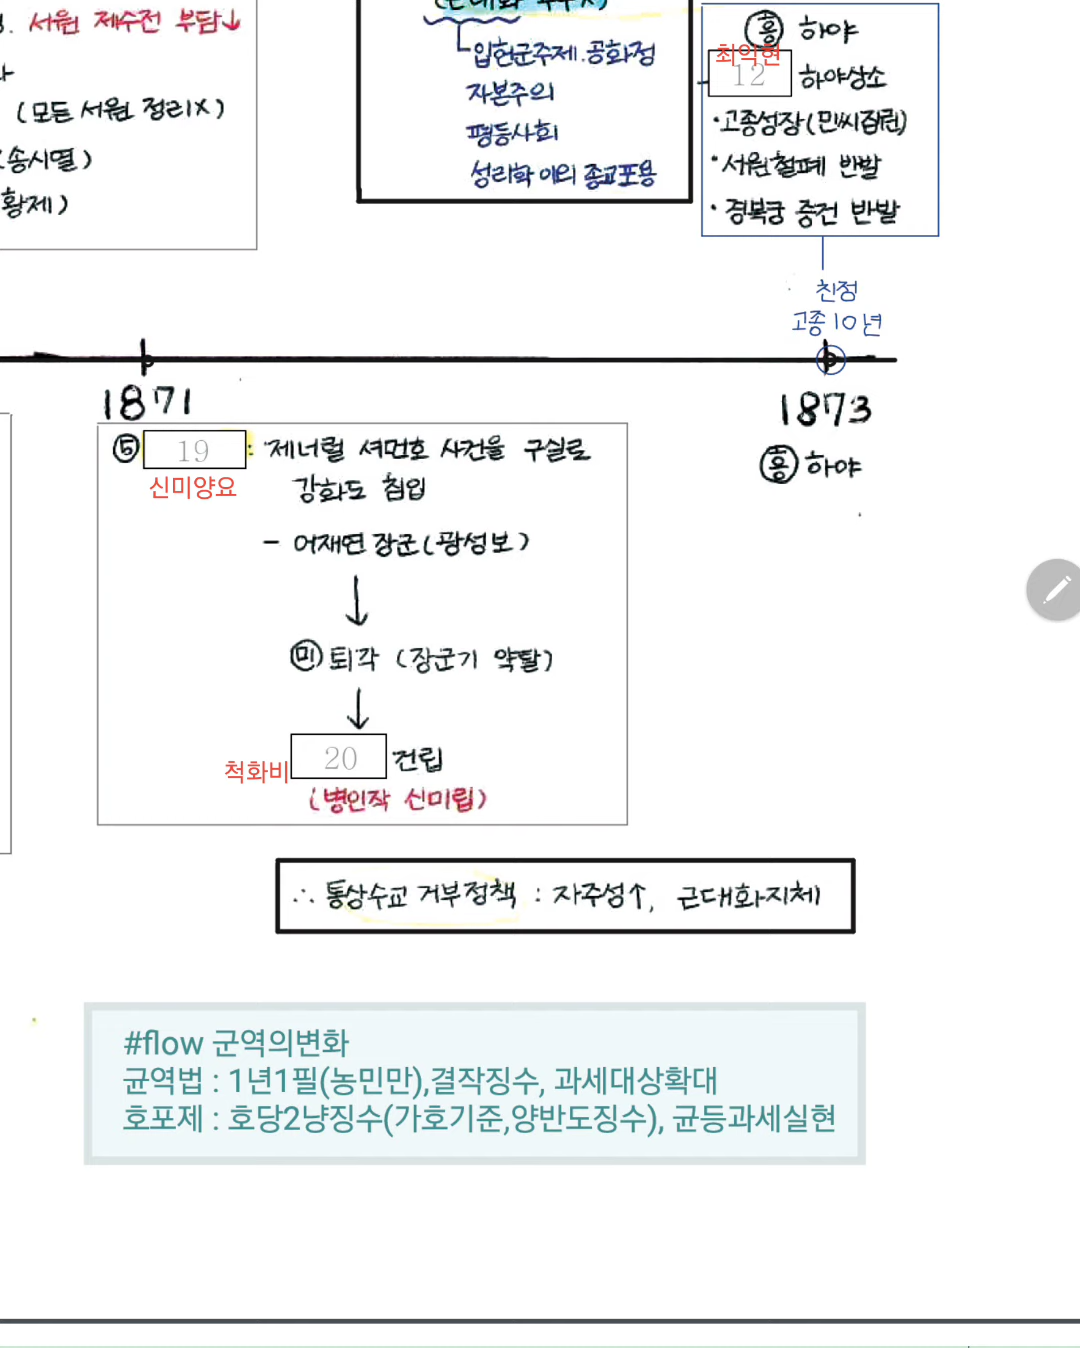 서원 제수전 부담↓
(모든 서원 정리X)
(송시열)
황제)
입헌군주제.공화정
자본주의
평등사회
성리학 이외 종교포용
흥 하야
최익현
12 하야상소
·고종성장(민씨집권)
·서원철폐 반발
·경복궁 중건 반발
친정
고종10년
1871
1873
흥 하야
⑤ 19 : 제너럴 셔먼호 사건을 구실로
신미양요
강화도 침입
- 어재연 장군(광성보)
↓
미 퇴각 (장군기 약탈)
↓
척화비 20 건립
(병인작 신미립)
∴ 통상수교 거부정책 : 자주성↑, 근대화지체
#flow 군역의변화
균역법 : 1년1필(농민만),결작징수, 과세대상확대
호포제 : 호당2냥징수(가호기준,양반도징수), 균등과세실현